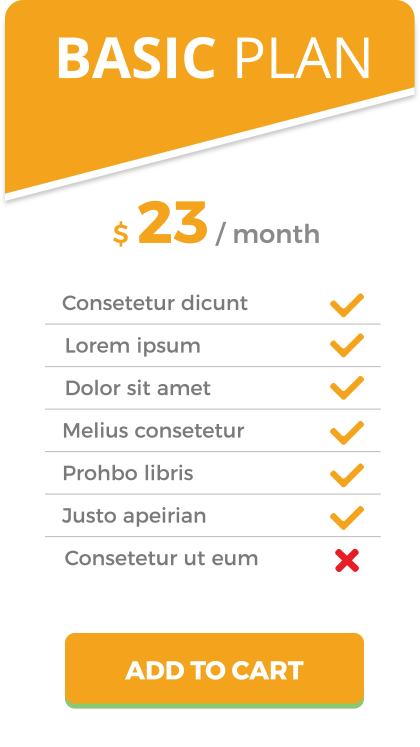 BASIC PLAN
$ 23 / month
Consetetur dicunt
Lorem ipsum
Dolor sit amet
Melius consetetur
Prohbo libris
Justo apeirian
Consetetur ut eum
ADD TO CART